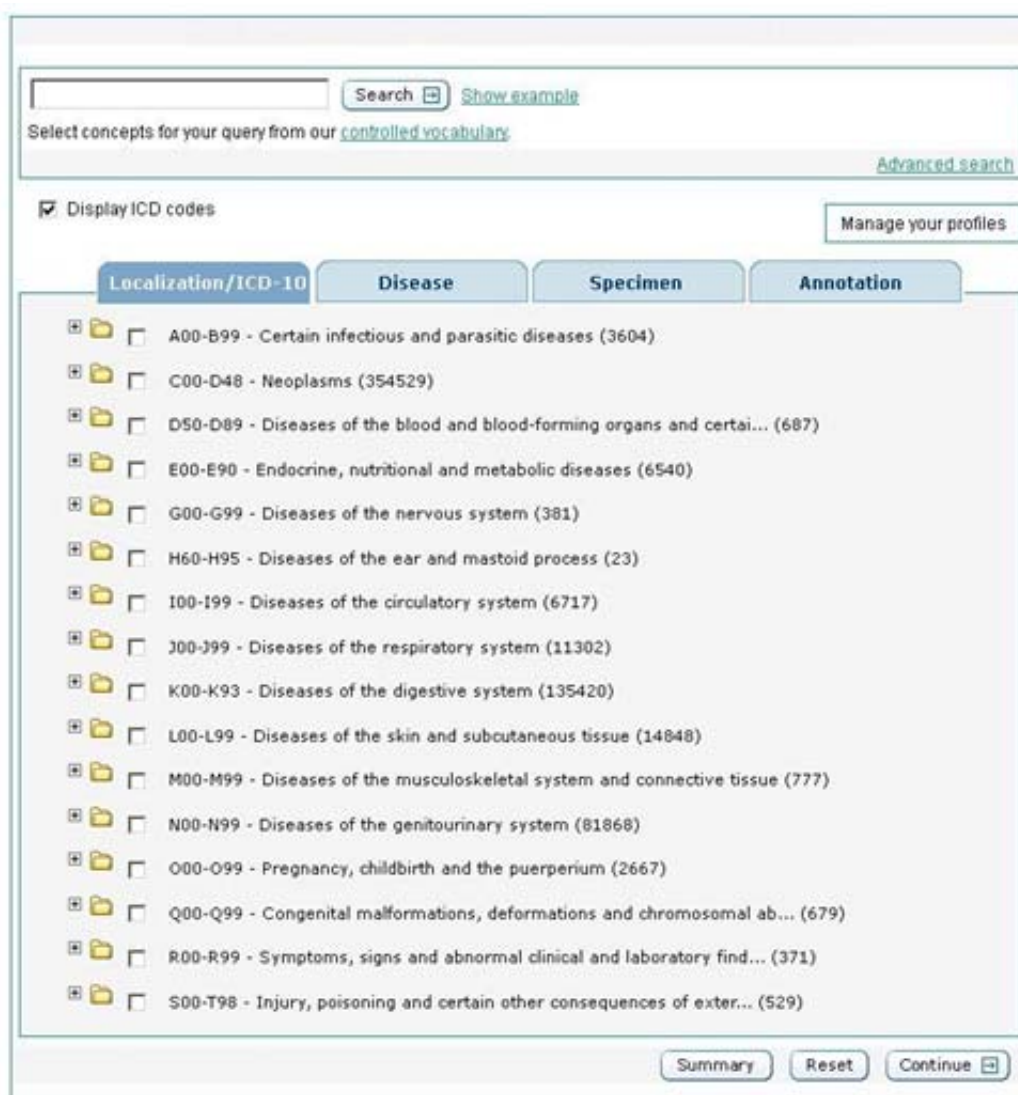 Search Show example
Select concepts for your query from our controlled vocabulary.
Advanced search
Display ICD codes
Manage your profiles
Localization/ICD-10 Disease Specimen Annotation
A00-B99 - Certain infectious and parasitic diseases (3604)
C00-D48 - Neoplasms (354529)
D50-D89 - Diseases of the blood and blood-forming organs and certai... (687)
E00-E90 - Endocrine, nutritional and metabolic diseases (6540)
G00-G99 - Diseases of the nervous system (381)
H60-H95 - Diseases of the ear and mastoid process (23)
I00-I99 - Diseases of the circulatory system (6717)
J00-J99 - Diseases of the respiratory system (11302)
K00-K93 - Diseases of the digestive system (135420)
L00-L99 - Diseases of the skin and subcutaneous tissue (14848)
M00-M99 - Diseases of the musculoskeletal system and connective tissue (777)
N00-N99 - Diseases of the genitourinary system (81868)
O00-O99 - Pregnancy, childbirth and the puerperium (2667)
Q00-Q99 - Congenital malformations, deformations and chromosomal ab... (679)
R00-R99 - Symptoms, signs and abnormal clinical and laboratory find... (371)
S00-T98 - Injury, poisoning and certain other consequences of exter... (529)
Summary Reset Continue